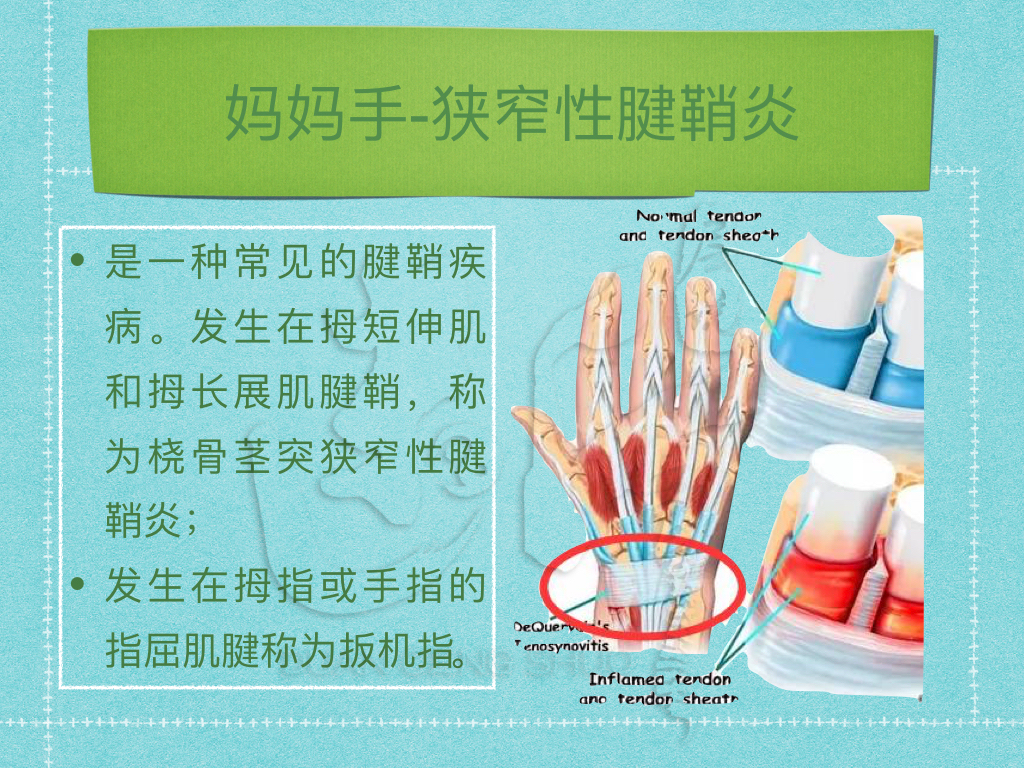 妈妈手-狭窄性腱鞘炎
• 是一种常见的腱鞘疾
病。发生在拇短伸肌
和拇长展肌腱鞘，称
为桡骨茎突狭窄性腱
鞘炎；
• 发生在拇指或手指的
指屈肌腱称为扳机指。
Normal tendon
and tendon sheath
DeQuervain's
Tenosynovitis
Inflamed tendon
and tendon sheath